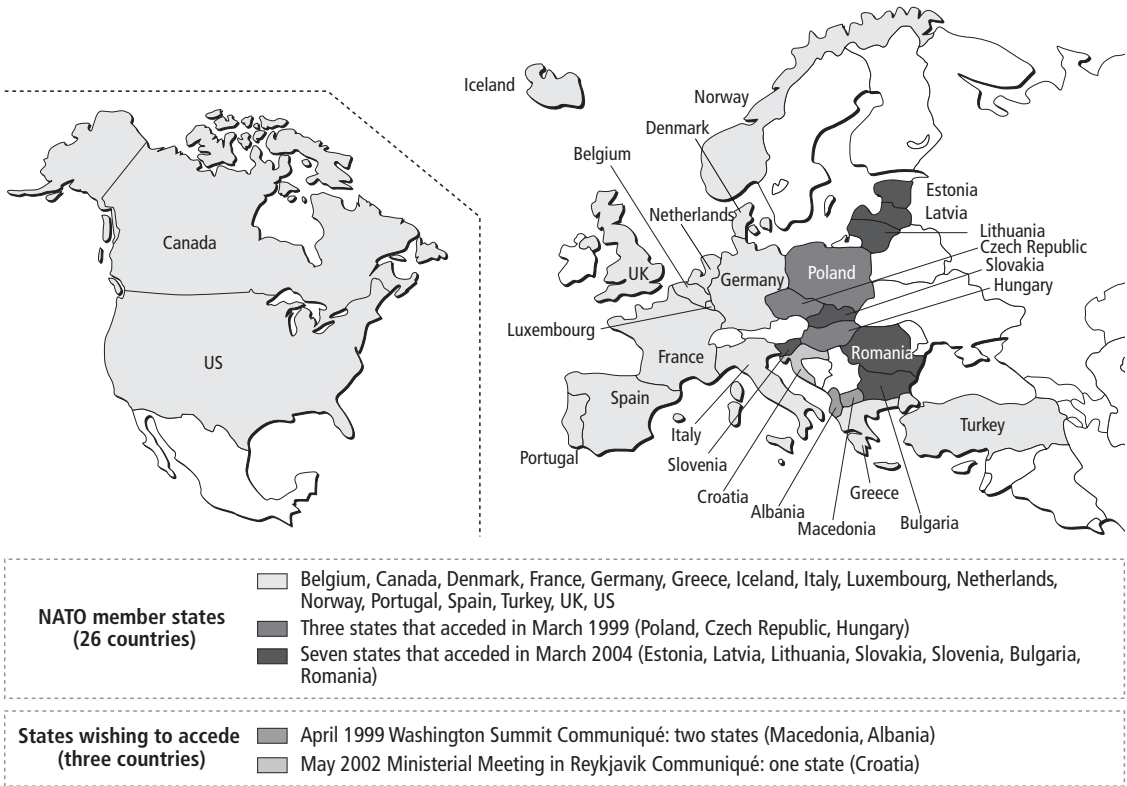 Iceland
Norway
Denmark
Belgium
Netherlands
Estonia
Latvia
Lithuania
Czech Republic
Slovakia
Hungary
Canada
UK
Germany
Poland
Luxembourg
US
France
Romania
Spain
Turkey
Portugal
Italy
Slovenia
Croatia
Albania
Macedonia
Greece
Bulgaria
NATO member states
(26 countries)
Belgium, Canada, Denmark, France, Germany, Greece, Iceland, Italy, Luxembourg, Netherlands,
Norway, Portugal, Spain, Turkey, UK, US
Three states that acceded in March 1999 (Poland, Czech Republic, Hungary)
Seven states that acceded in March 2004 (Estonia, Latvia, Lithuania, Slovakia, Slovenia, Bulgaria,
Romania)
States wishing to accede
(three countries)
April 1999 Washington Summit Communiqué: two states (Macedonia, Albania)
May 2002 Ministerial Meeting in Reykjavik Communiqué: one state (Croatia)